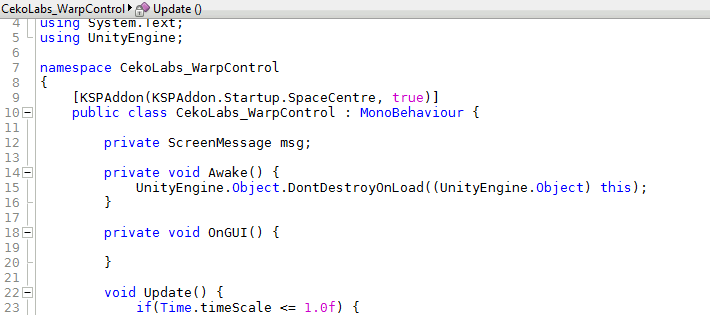 CekoLabs_WarpControl ▸ Update ()
4 using System.Text;
5 using UnityEngine;
6
7 namespace CekoLabs_WarpControl
8 {
9 [KSPAddon(KSPAddon.Startup.SpaceCentre, true)]
10 public class CekoLabs_WarpControl : MonoBehaviour {
11
12 private ScreenMessage msg;
13
14 private void Awake() {
15 UnityEngine.Object.DontDestroyOnLoad((UnityEngine.Object) this);
16 }
17
18 private void OnGUI() {
19
20 }
21
22 void Update() {
23 if(Time.timeScale <= 1.0f) {